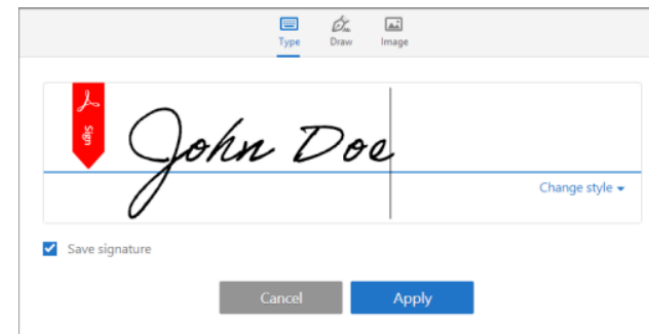 Type Draw Image
Sign
John Doe
Change style
Save signature
Cancel Apply